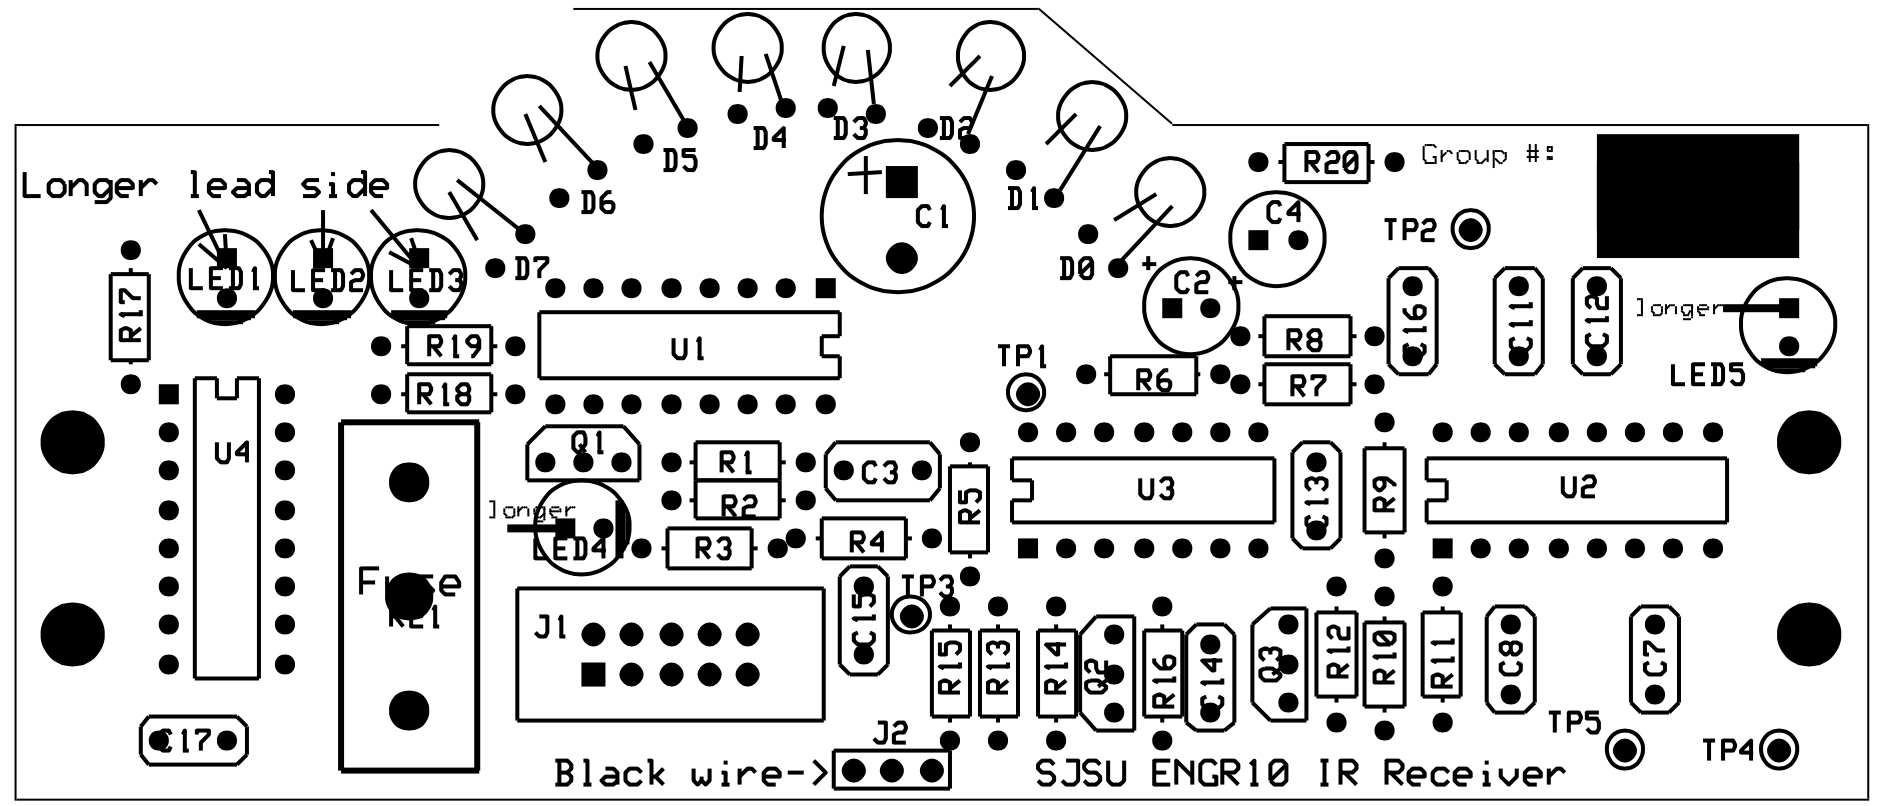 D4
D3
D2
D5
R20
Group #:
Longer lead side
D6
D1
C1
C4
TP2
D7
D0
C2
LED1
LED2
LED3
R17
C16
C11
C12
longer
R19
U1
TP1
R8
LED5
R18
R6
R7
U4
Q1
R1
C3
R5
U3
C13
R9
U2
R2
longer
LED4
R3
R4
Fuse
RE1
TP3
J1
C15
R15
R13
R14
Q2
R16
C14
Q3
R12
R10
R11
C8
C7
C17
J2
TP5
TP4
Black wire->
SJSU ENGR10 IR Receiver